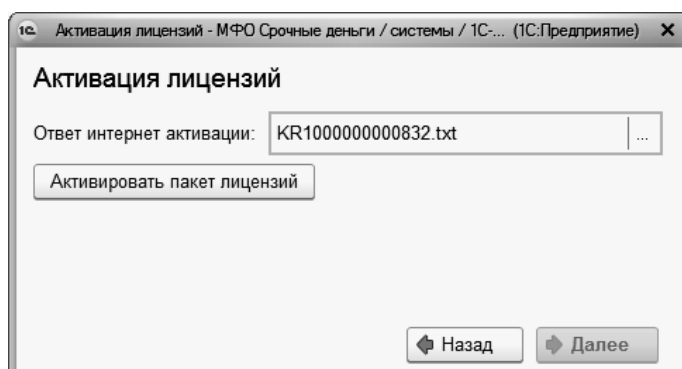 1С Активация лицензий - МФО Срочные деньги / системы / 1С-... (1С:Предприятие)
Активация лицензий
Ответ интернет активации: KR1000000000832.txt ...
Активировать пакет лицензий
Назад Далее